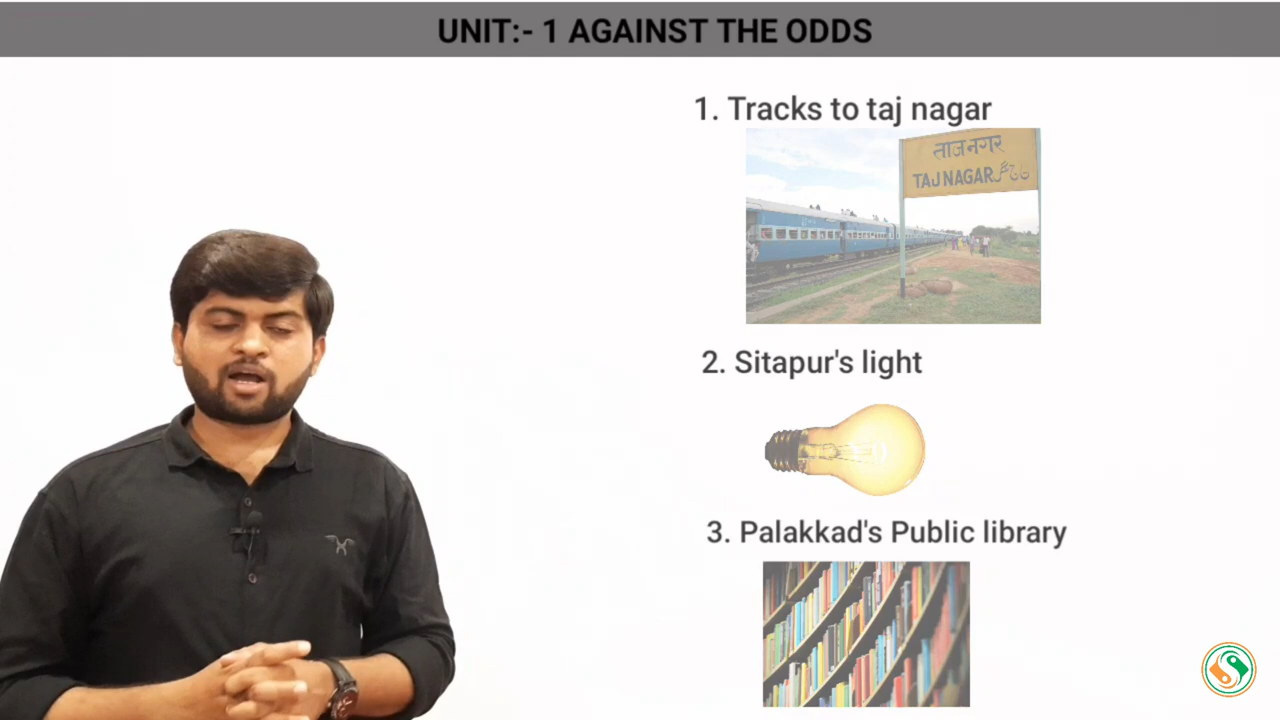 UNIT:- 1 AGAINST THE ODDS
1. Tracks to taj nagar
ताज नगर
TAJ NAGAR
2. Sitapur's light
3. Palakkad's Public library